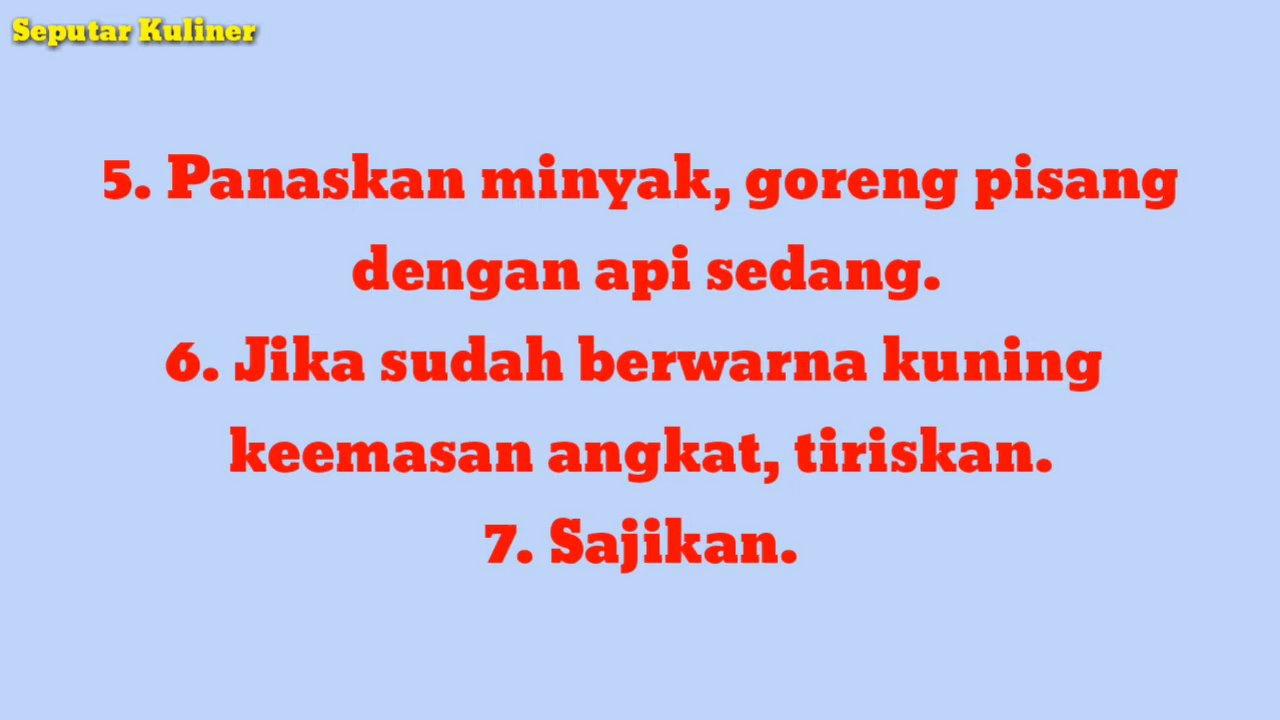 Seputar Kuliner
5. Panaskan minyak, goreng pisang
dengan api sedang.
6. Jika sudah berwarna kuning
keemasan angkat, tiriskan.
7. Sajikan.